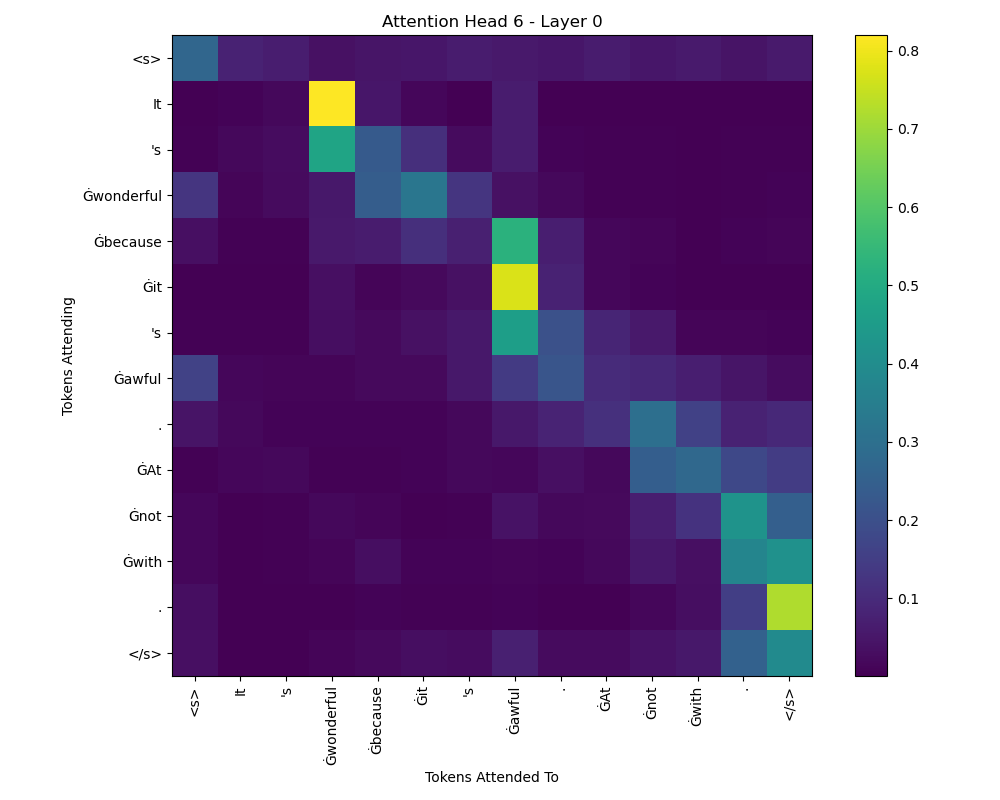 Attention Head 6 - Layer 0
<s>
It
's
Ġwonderful
Ġbecause
Ġit
's
Ġawful
.
ĠAt
Ġnot
Ġwith
.
</s>
Tokens Attending
<s>
It
's
Ġwonderful
Ġbecause
Ġit
's
Ġawful
.
ĠAt
Ġnot
Ġwith
.
</s>
Tokens Attended To
0.8
0.7
0.6
0.5
0.4
0.3
0.2
0.1